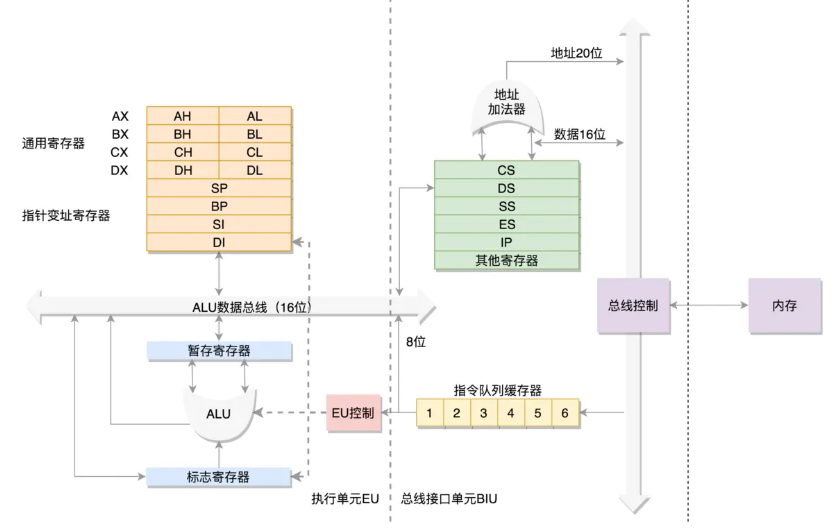 地址20位
地址
加法器
数据16位
通用寄存器
AX AH AL
BX BH BL
CX CH CL
DX DH DL
指针变址寄存器
SP
BP
SI
DI
CS
DS
SS
ES
IP
其他寄存器
ALU数据总线（16位）
总线控制
内存
8位
暂存寄存器
指令队列缓存器
1 2 3 4 5 6
ALU
EU控制
标志寄存器
执行单元EU
总线接口单元BIU